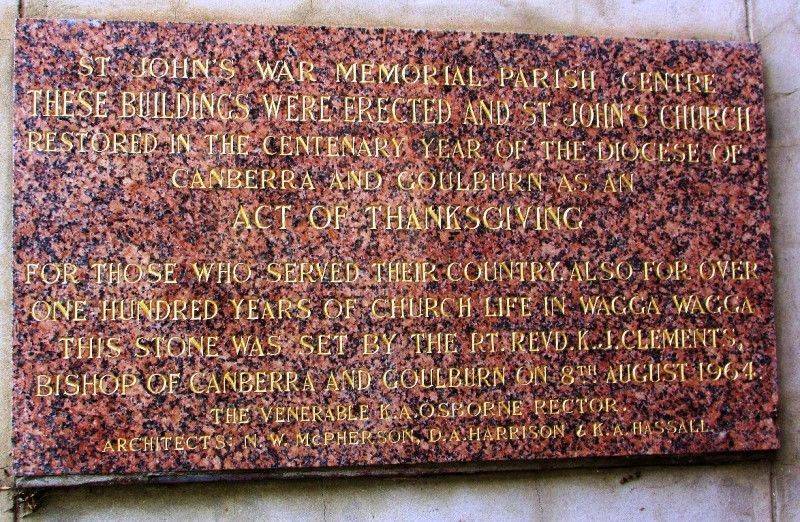 ST JOHN'S WAR MEMORIAL PARISH CENTRE
THESE BUILDINGS WERE ERECTED AND ST. JOHN'S CHURCH
RESTORED IN THE CENTENARY YEAR OF THE DIOCESE OF
CANBERRA AND GOULBURN AS AN
ACT OF THANKSGIVING
FOR THOSE WHO SERVED THEIR COUNTRY, ALSO FOR OVER
ONE HUNDRED YEARS OF CHURCH LIFE IN WAGGA WAGGA
THIS STONE WAS SET BY THE RT. REVD. K.J. CLEMENTS,
BISHOP OF CANBERRA AND GOULBURN ON 8TH AUGUST 1964.
THE VENERABLE K.A. OSBORNE RECTOR.
ARCHITECTS: N. W. McPHERSON, D.A. HARRISON & K.A. HASSALL.